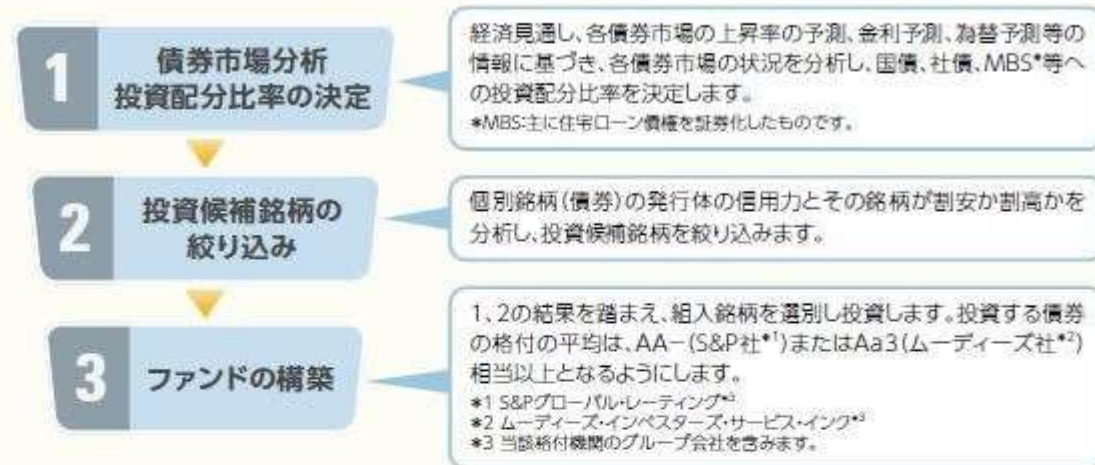 1
債券市場分析
投資配分比率の決定
経済見通し、各債券市場の上昇率の予測、金利予測、為替予測等の
情報に基づき、各債券市場の状況を分析し、国債、社債、MBS*等へ
の投資配分比率を決定します。
*MBS:主に住宅ローン債権を証券化したものです。
2
投資候補銘柄の
絞り込み
個別銘柄(債券)の発行体の信用力とその銘柄が割安か割高かを
分析し、投資候補銘柄を絞り込みます。
3
ファンドの構築
1、2の結果を踏まえ、組入銘柄を選別し投資します。投資する債券
の格付の平均は、AA-(S&P社*1)またはAa3(ムーディーズ社*2)
相当以上となるようにします。
*1 S&Pグローバル・レーティング*3
*2 ムーディーズ・インベスターズ・サービス・インク*3
*3 当該格付機関のグループ会社を含みます。